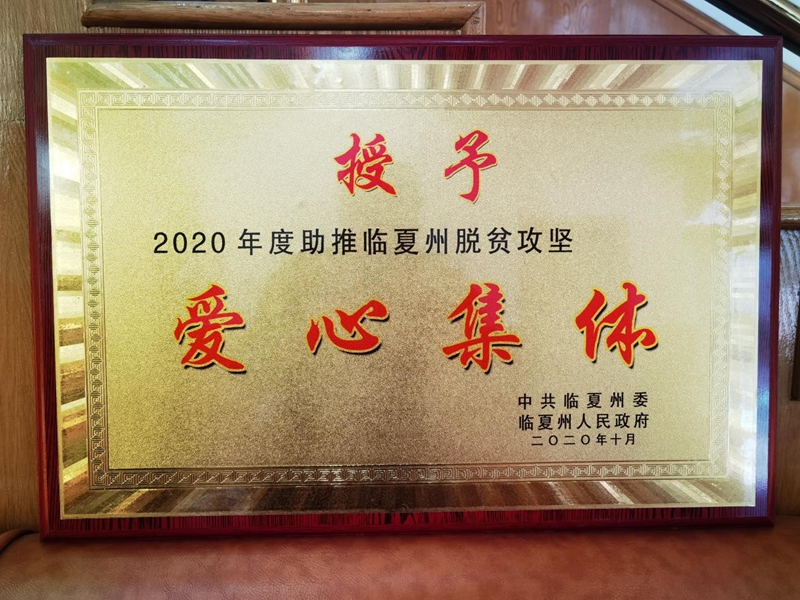 授予
2020年度助推临夏州脱贫攻坚
爱心集体
中共临夏州委
临夏州人民政府
二〇二〇年十月